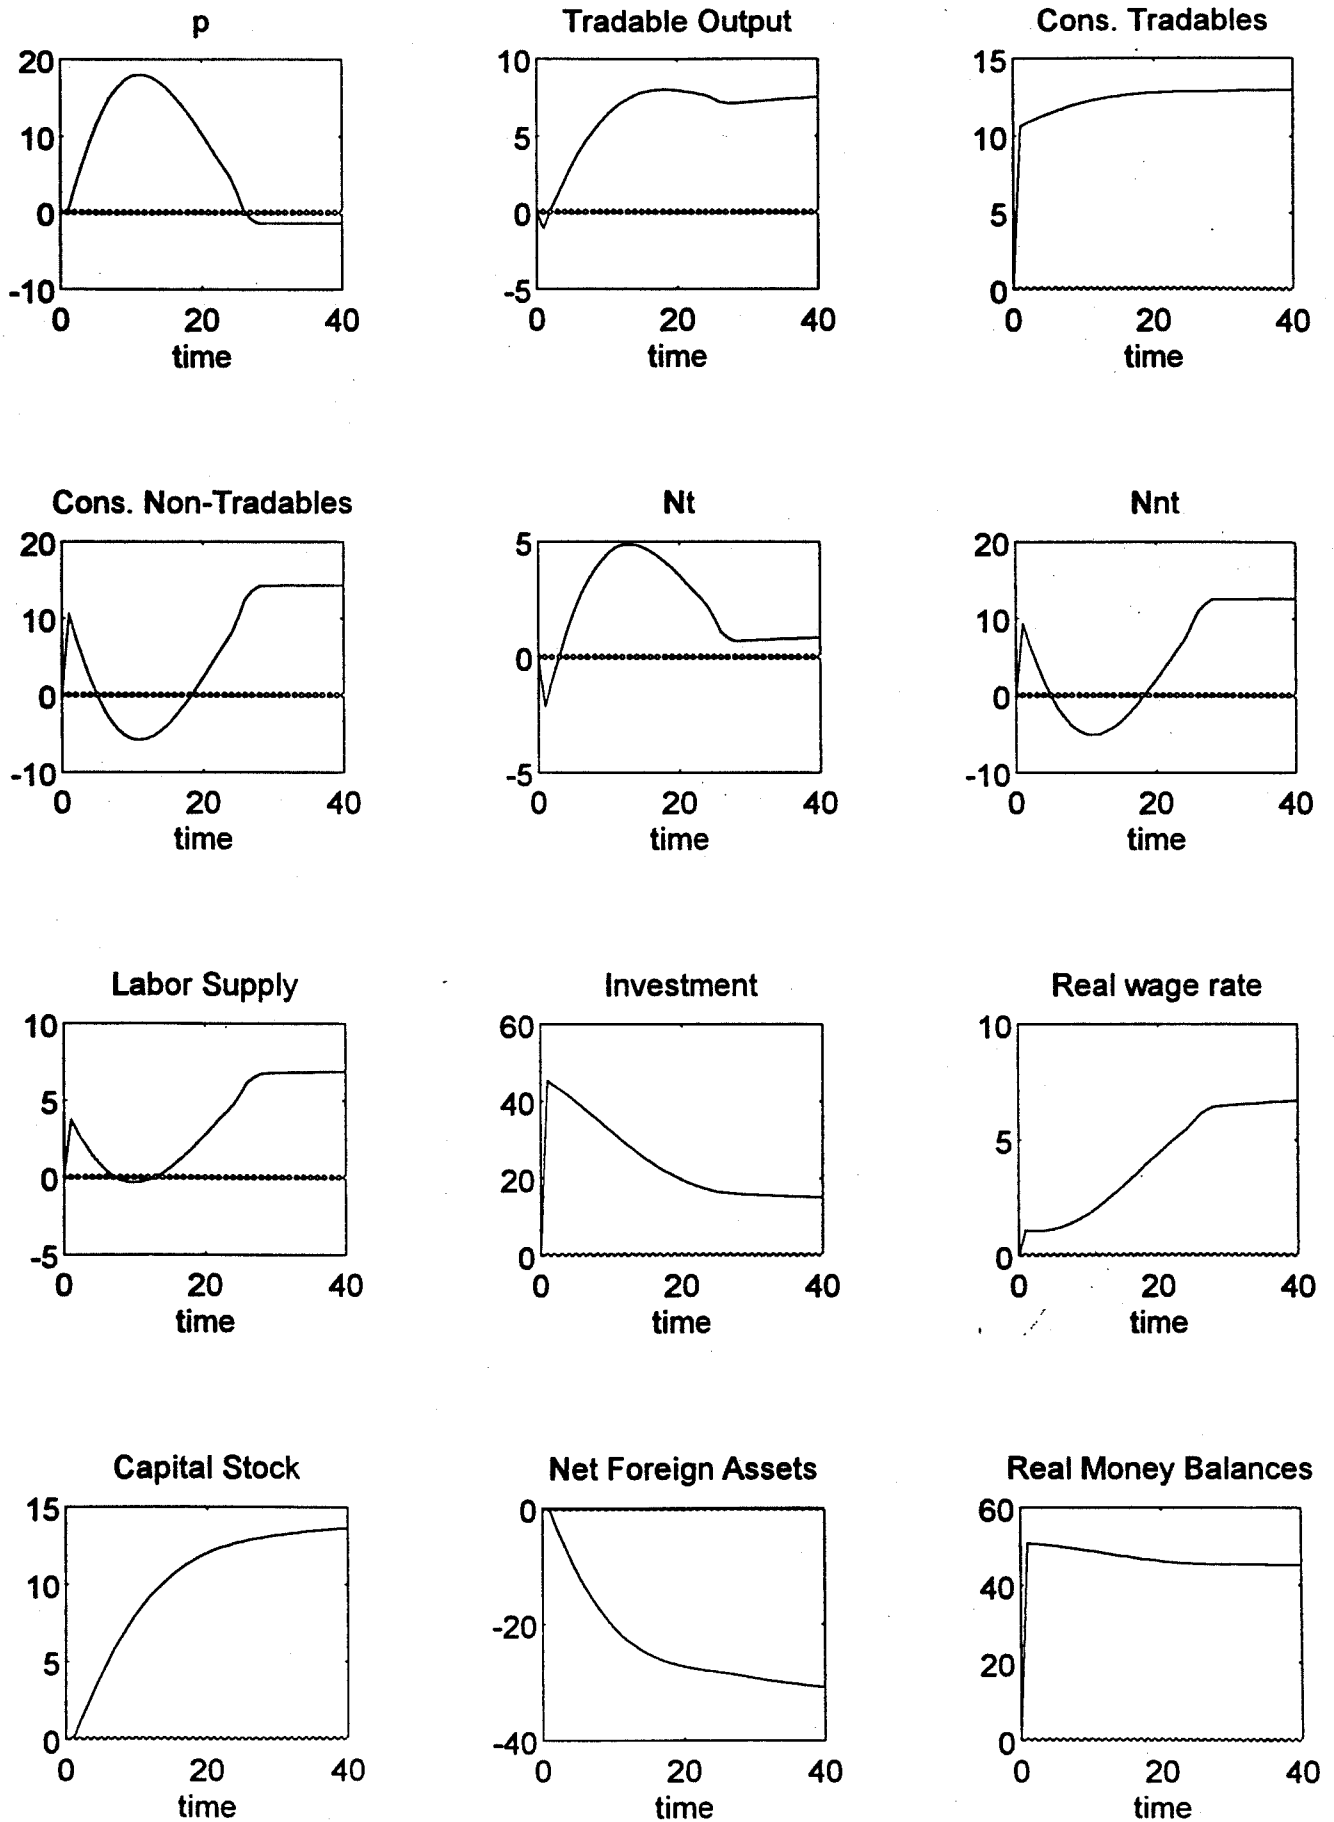 p
20
10
0
-10
0 20 40
time
Tradable Output
10
5
0
-5
0 20 40
time
Cons. Tradables
15
10
5
0
0 20 40
time
Cons. Non-Tradables
20
10
0
-10
0 20 40
time
Nt
5
0
-5
0 20 40
time
Nnt
20
10
0
-10
0 20 40
time
Labor Supply
10
5
0
-5
0 20 40
time
Investment
60
40
20
0
0 20 40
time
Real wage rate
10
5
0
0 20 40
time
Capital Stock
15
10
5
0
0 20 40
time
Net Foreign Assets
0
-20
-40
0 20 40
time
Real Money Balances
60
40
20
0
0 20 40
time